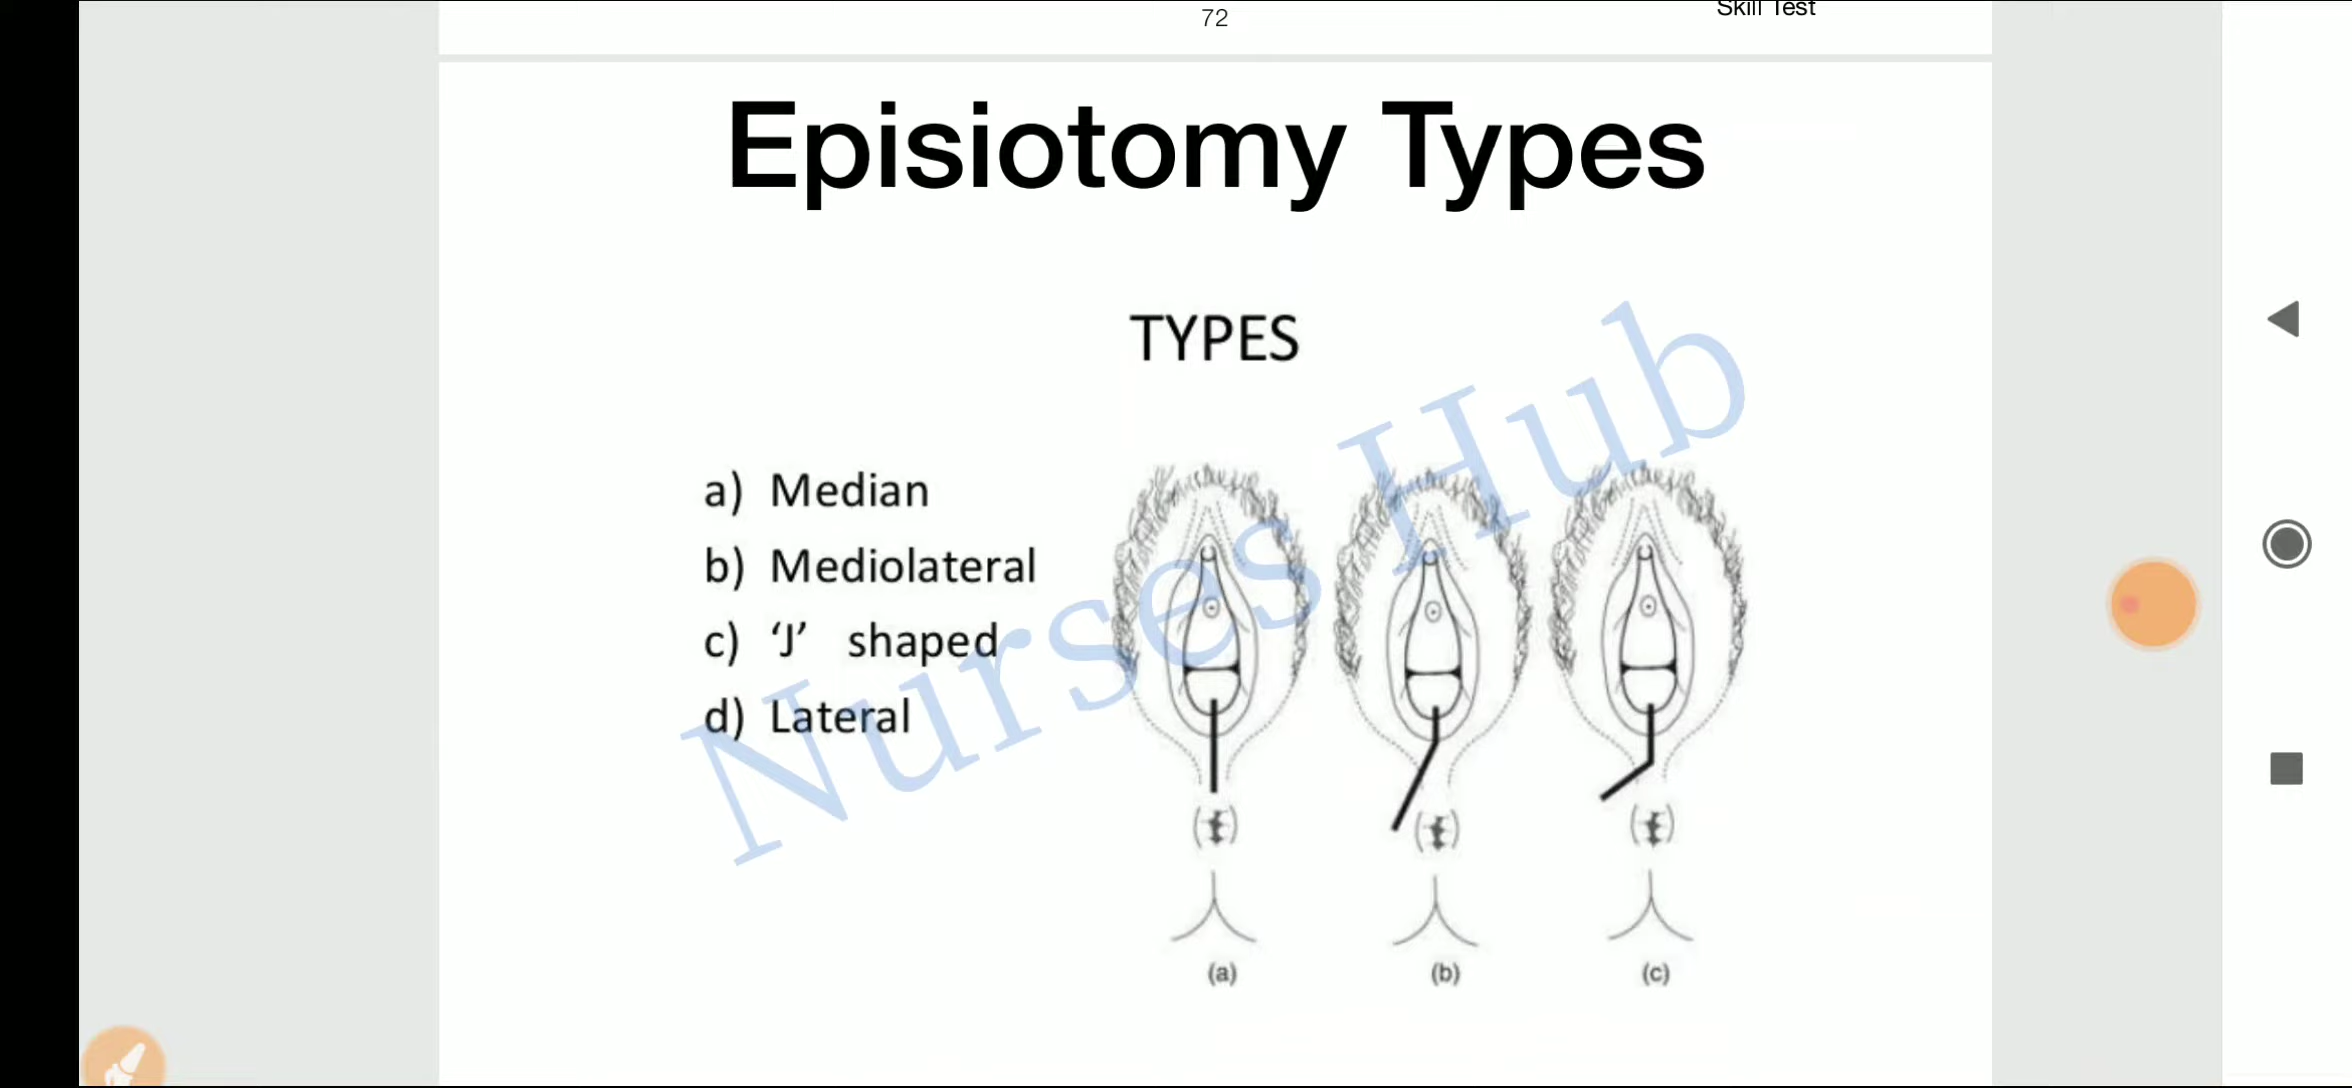 72
Skill Test
Episiotomy Types
TYPES
a) Median
b) Mediolateral
c) ‘J’ shaped
d) Lateral
Nurses Hub
(a)
(b)
(c)